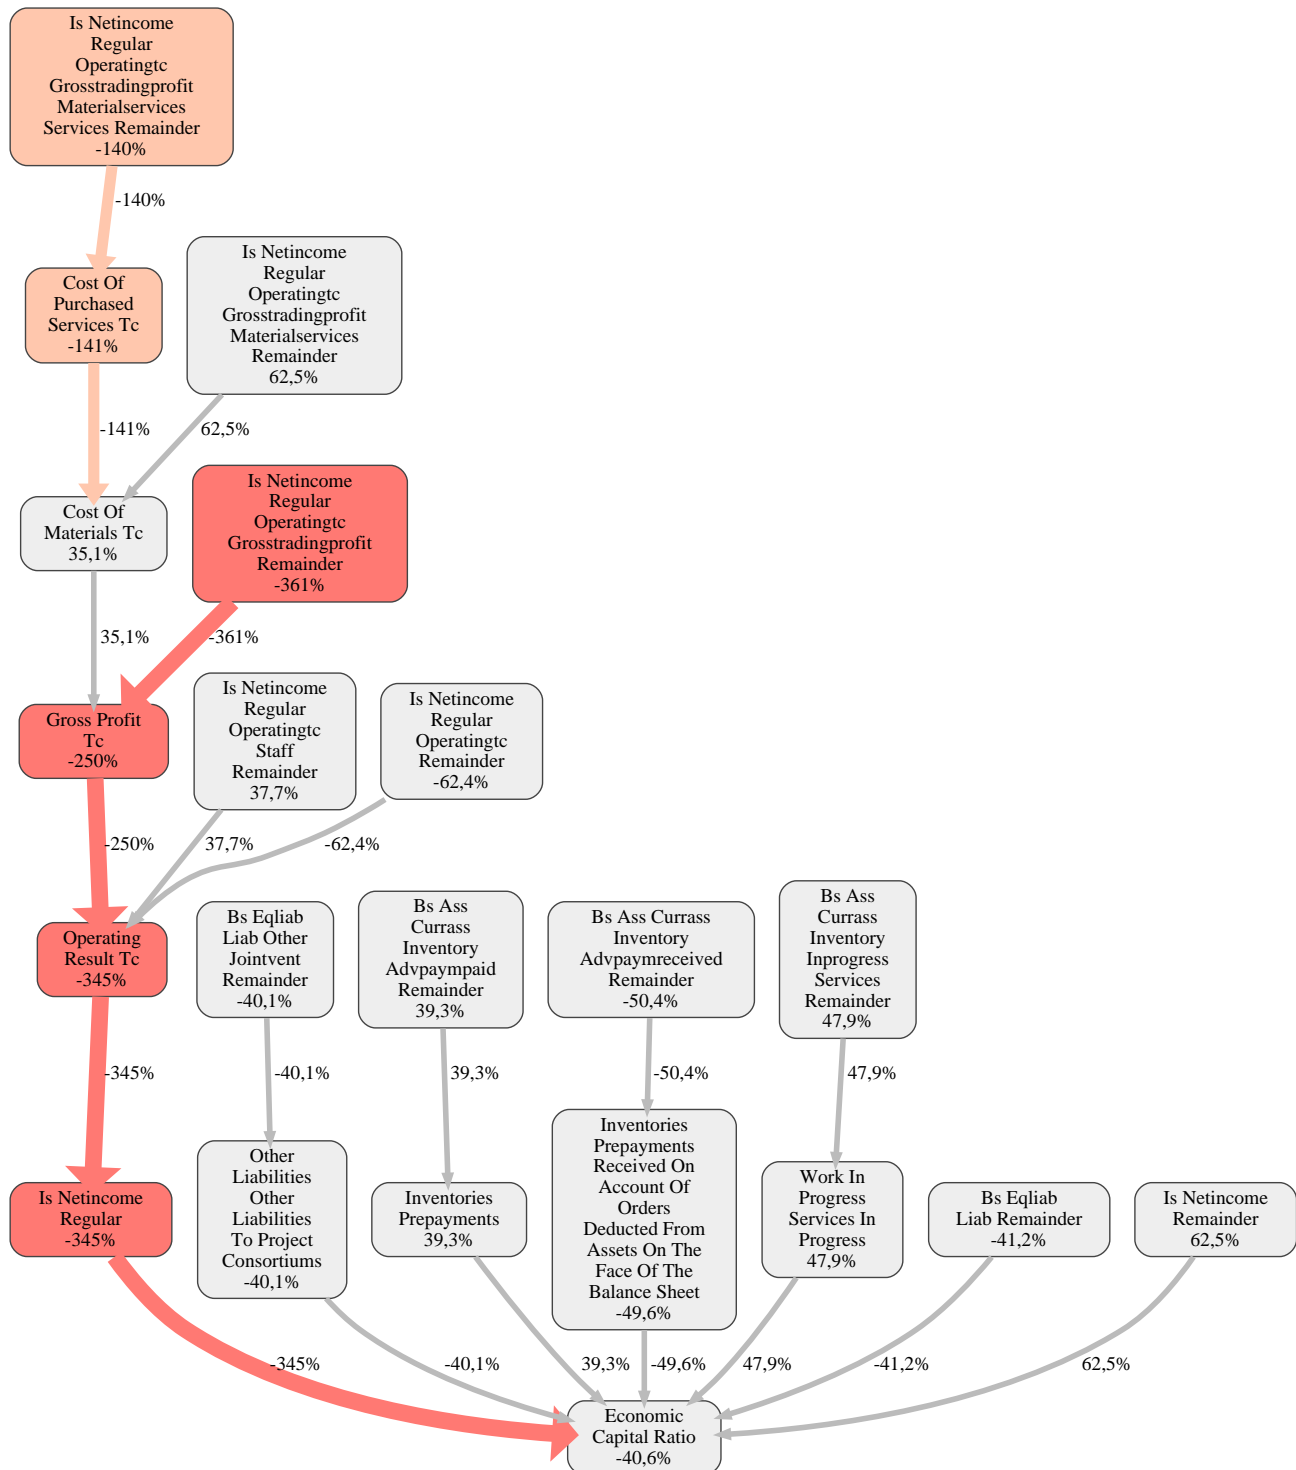 Is Netincome
Regular
Operatingtc
Grosstradingprofit
Materialservices
Services Remainder
-140%
-140%
Cost Of
Purchased
Services Tc
-141%
Is Netincome
Regular
Operatingtc
Grosstradingprofit
Materialservices
Remainder
62,5%
-141%
62,5%
Cost Of
Materials Tc
35,1%
Is Netincome
Regular
Operatingtc
Grosstradingprofit
Remainder
-361%
35,1%
-361%
Gross Profit
Tc
-250%
Is Netincome
Regular
Operatingtc
Staff
Remainder
37,7%
Is Netincome
Regular
Operatingtc
Remainder
-62,4%
-250%
37,7%
-62,4%
Operating
Result Tc
-345%
Bs Eqliab
Liab Other
Jointvent
Remainder
-40,1%
Bs Ass
Currass
Inventory
Advpaympaid
Remainder
39,3%
Bs Ass Currass
Inventory
Advpaymreceived
Remainder
-50,4%
Bs Ass
Currass
Inventory
Inprogress
Services
Remainder
47,9%
-345%
-40,1%
39,3%
-50,4%
47,9%
Is Netincome
Regular
-345%
Other
Liabilities
Other
Liabilities
To Project
Consortiums
-40,1%
Inventories
Prepayments
39,3%
Inventories
Prepayments
Received On
Account Of
Orders
Deducted From
Assets On The
Face Of The
Balance Sheet
-49,6%
Work In
Progress
Services In
Progress
47,9%
Bs Eqliab
Liab Remainder
-41,2%
Is Netincome
Remainder
62,5%
-345%
-40,1%
39,3%
-49,6%
47,9%
-41,2%
62,5%
Economic
Capital Ratio
-40,6%